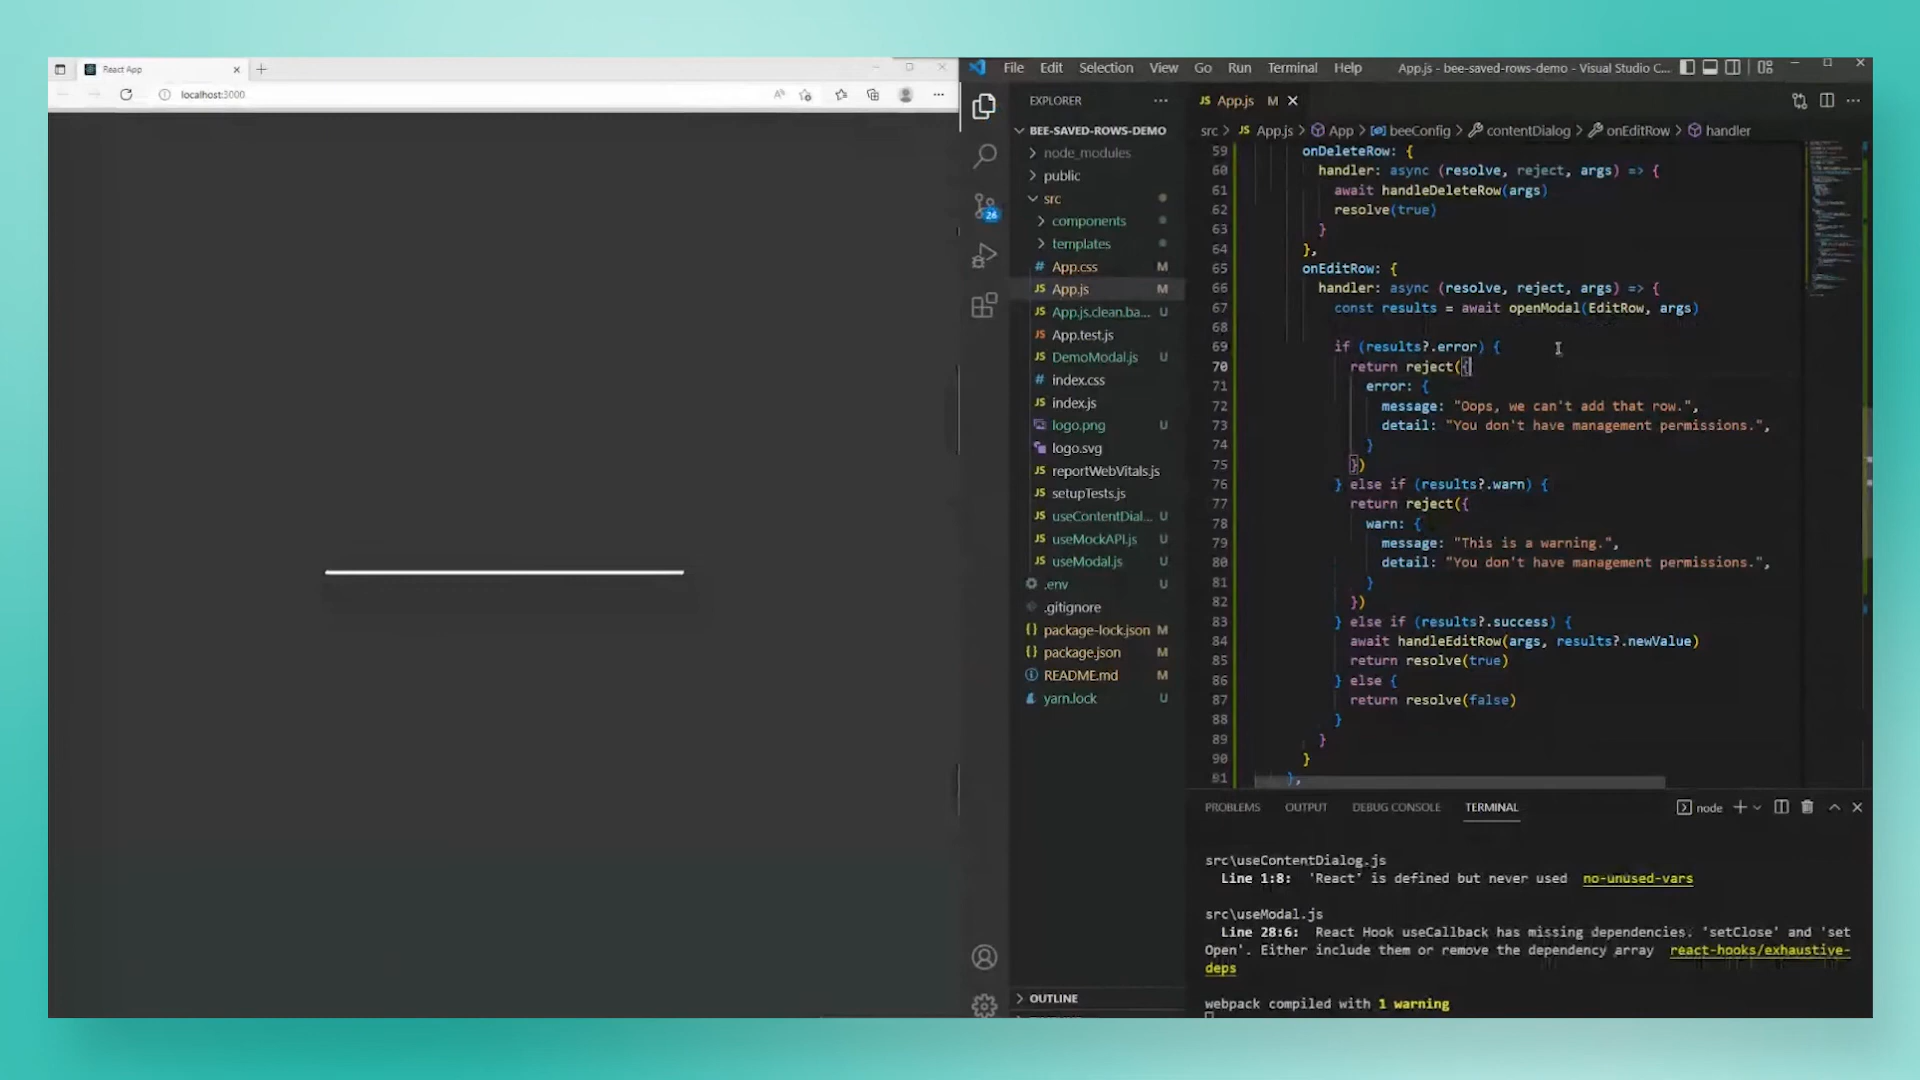 React App
localhost:3000
File Edit Selection View Go Run Terminal Help App.js - bee-saved-rows-demo - Visual Studio C...
EXPLORER
BEE-SAVED-ROWS-DEMO
node_modules
public
src
components
templates
# App.css M
JS App.js M
JS App.js.clean.ba... U
JS App.test.js
JS DemoModal.js U
# index.css
JS index.js
logo.png U
logo.svg
JS reportWebVitals.js
JS setupTests.js
JS useContentDial... U
JS useMockAPI.js U
JS useModal.js U
.env U
.gitignore
{} package-lock.json M
{} package.json M
README.md M
yarn.lock U
OUTLINE
26
JS App.js M
src > JS App.js > App > beeConfig > contentDialog > onEditRow > handler
59 onDeleteRow: {
60 handler: async (resolve, reject, args) => {
61 await handleDeleteRow(args)
62 resolve(true)
63 }
64 },
65 onEditRow: {
66 handler: async (resolve, reject, args) => {
67 const results = await openModal(EditRow, args)
68
69 if (results?.error) {
70 return reject({
71 error: {
72 message: "Oops, we can't add that row.",
73 detail: "You don't have management permissions.",
74 }
75 })
76 } else if (results?.warn) {
77 return reject({
78 warn: {
79 message: "This is a warning.",
80 detail: "You don't have management permissions.",
81 }
82 })
83 } else if (results?.success) {
84 await handleEditRow(args, results?.newValue)
85 return resolve(true)
86 } else {
87 return resolve(false)
88 }
89 }
90 }
91 },
PROBLEMS OUTPUT DEBUG CONSOLE TERMINAL node
src\useContentDialog.js
Line 1:8: 'React' is defined but never used no-unused-vars
src\useModal.js
Line 28:6: React Hook useCallback has missing dependencies: 'setClose' and 'set
Open'. Either include them or remove the dependency array react-hooks/exhaustive-
deps
webpack compiled with 1 warning